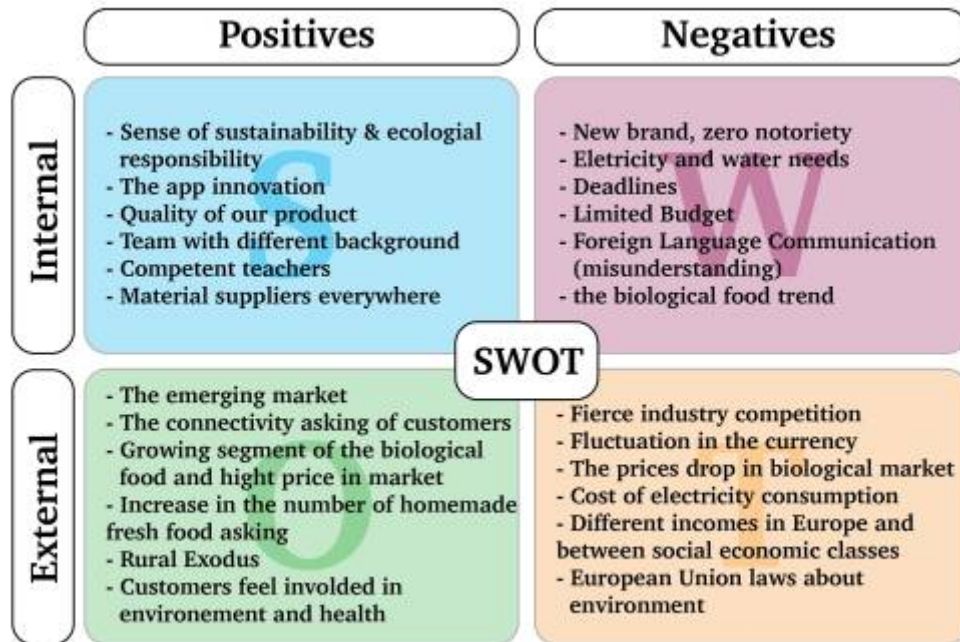 Positives
Negatives
Internal
- Sense of sustainability & ecologial
responsibility
- The app innovation
- Quality of our product
- Team with different background
- Competent teachers
- Material suppliers everywhere
S
- New brand, zero notoriety
- Eletricity and water needs
- Deadlines
- Limited Budget
- Foreign Language Communication
(misunderstanding)
- the biological food trend
W
SWOT
External
- The emerging market
- The connectivity asking of customers
- Growing segment of the biological
food and hight price in market
- Increase in the number of homemade
fresh food asking
- Rural Exodus
- Customers feel involded in
environement and health
O
- Fierce industry competition
- Fluctuation in the currency
- The prices drop in biological market
- Cost of electricity consumption
- Different incomes in Europe and
between social economic classes
- European Union laws about
environment
T